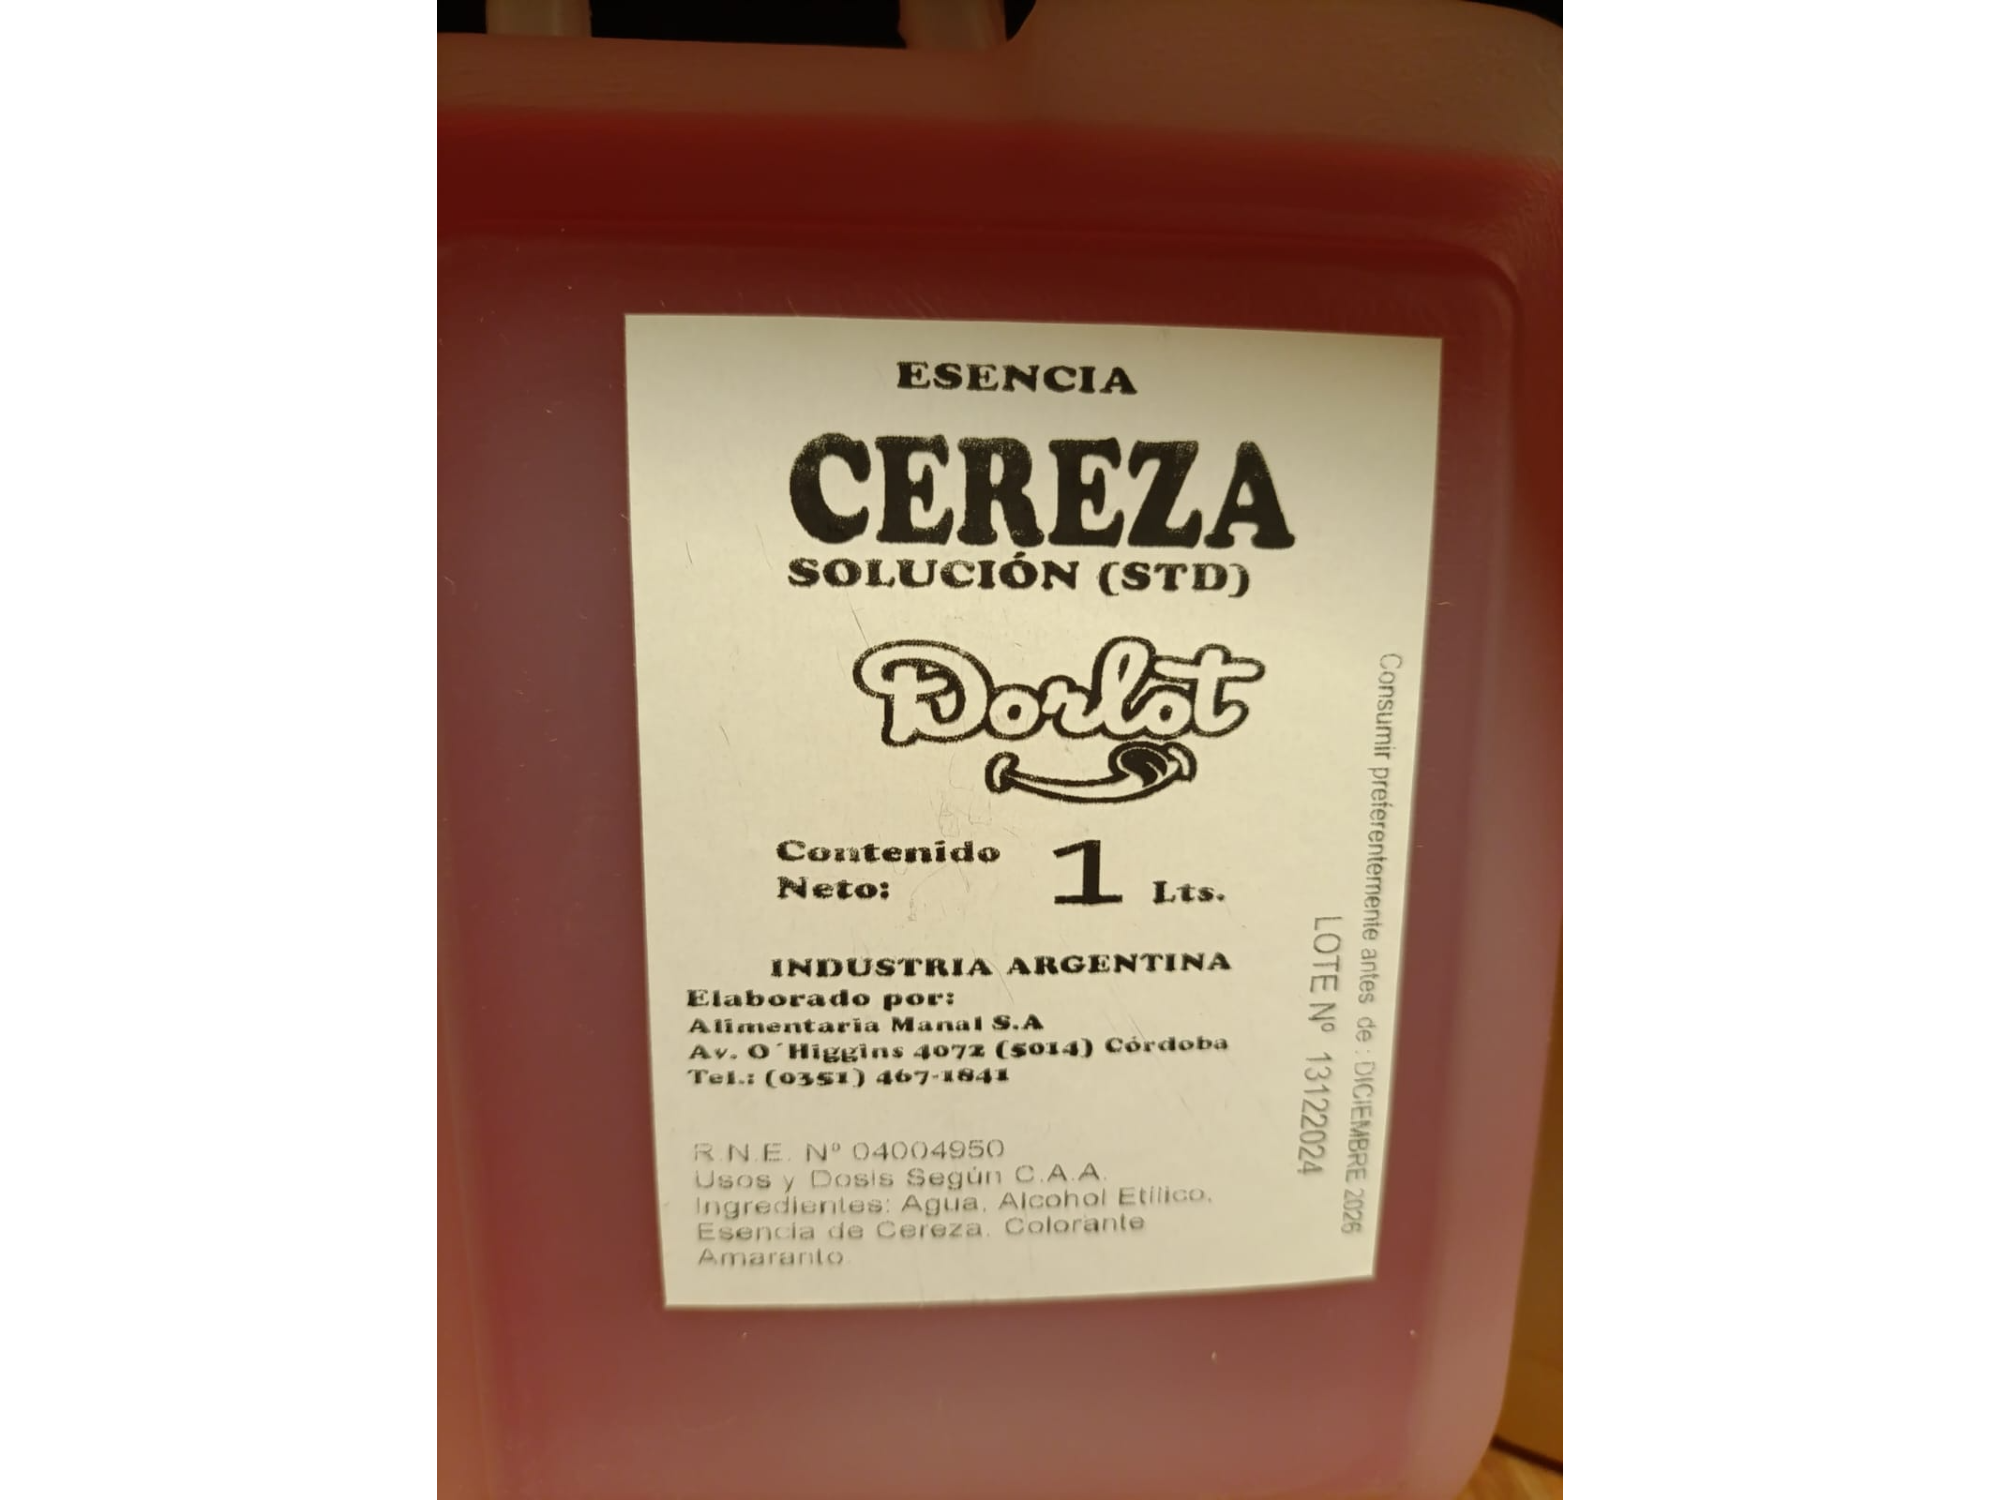 ESENCIA
CEREZA
SOLUCIÓN (STD)
Dorlot
Contenido
Neto: 1 Lts.
INDUSTRIA ARGENTINA
Elaborado por:
Alimentaria Manal S.A
Av. O´Higgins 4072 (5014) Córdoba
Tel.: (0351) 467-1841
R.N.E. Nº 04004950
Usos y Dosis Según C.A.A.
Ingredientes: Agua, Alcohol Etílico,
Esencia de Cereza, Colorante
Amaranto.
Consumir preferentemente antes de : DICIEMBRE 2026
LOTE Nº 13122024